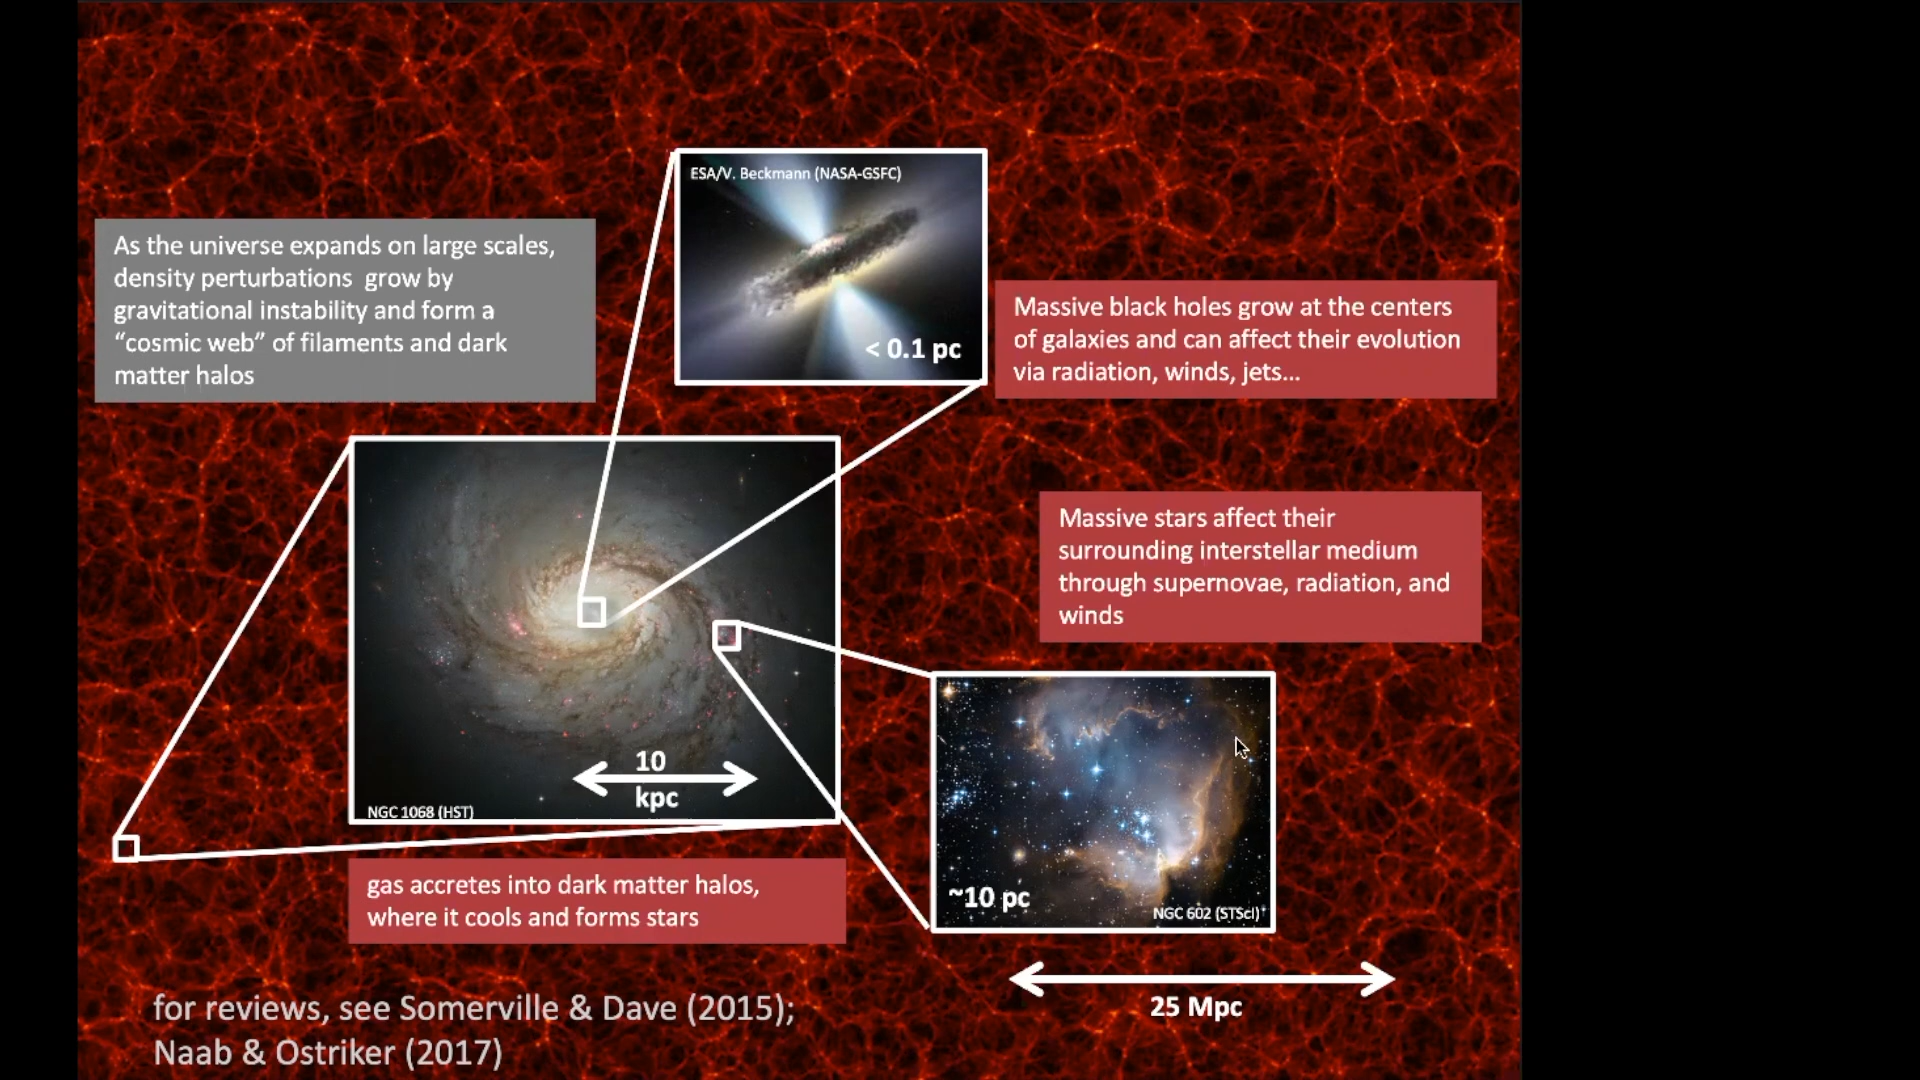 ESA/V. Beckmann (NASA-GSFC)
< 0.1 pc
As the universe expands on large scales,
density perturbations  grow by
gravitational instability and form a
“cosmic web” of filaments and dark
matter halos
Massive black holes grow at the centers
of galaxies and can affect their evolution
via radiation, winds, jets...
Massive stars affect their
surrounding interstellar medium
through supernovae, radiation, and
winds
10
kpc
NGC 1068 (HST)
gas accretes into dark matter halos,
where it cools and forms stars
~10 pc
NGC 602 (STScI)
25 Mpc
for reviews, see Somerville & Dave (2015);
Naab & Ostriker (2017)